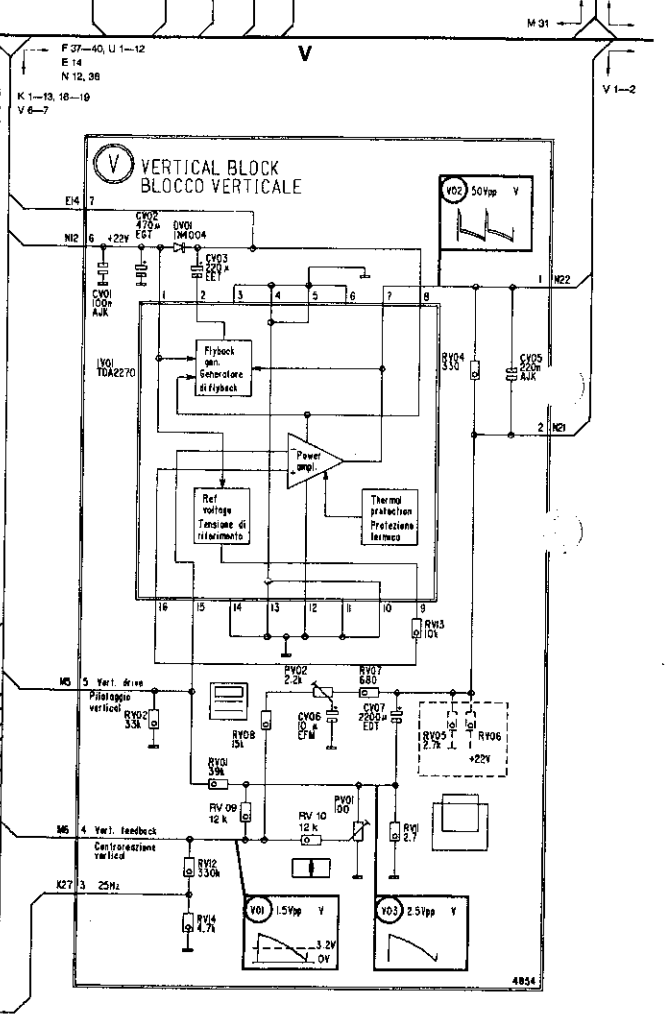 M 31
F 37—40, U 1—12
E 14
N 12, 38
K 1—13, 16—19
V 6—7
V
V 1—2
V VERTICAL BLOCK
BLOCCO VERTICALE
V02 50Vpp V
E14 7
N12 6 +22V
CV02
470µ
EGT
DV01
1N4004
CV03
220µ
EET
CV01
100n
AJK
1 N22
1 2 3 4 5 6 7 8
IV01
TDA2270
Flyback
gen.
Generatore
di flyback
RV04
330
CV05
220n
AJK
2 N21
−
+
Power
ampl.
Ref
voltage
Tensione di
riferimento
Thermal
protection
Protezione
termica
16 15 14 13 12 11 10 9
RV13
10k
M5 5 Vert. drive
Pilotaggio
vertical
RV02
33k
PV02
2.2k
RV07
680
RV08
15k
CV06
10µ
EFM
CV07
2200µ
EDT
RV05
2.7k
RV06
+22V
RV01
39k
RV 09
12 k
RV 10
12 k
PV01
100
RV11
2.7
M6 4 Vert. feedback
Controreazione
vertical
RV12
330k
K27 3 25Hz
RV14
4.7k
V01 1.5Vpp V
3.2V
0V
V03 2.5Vpp V
4854